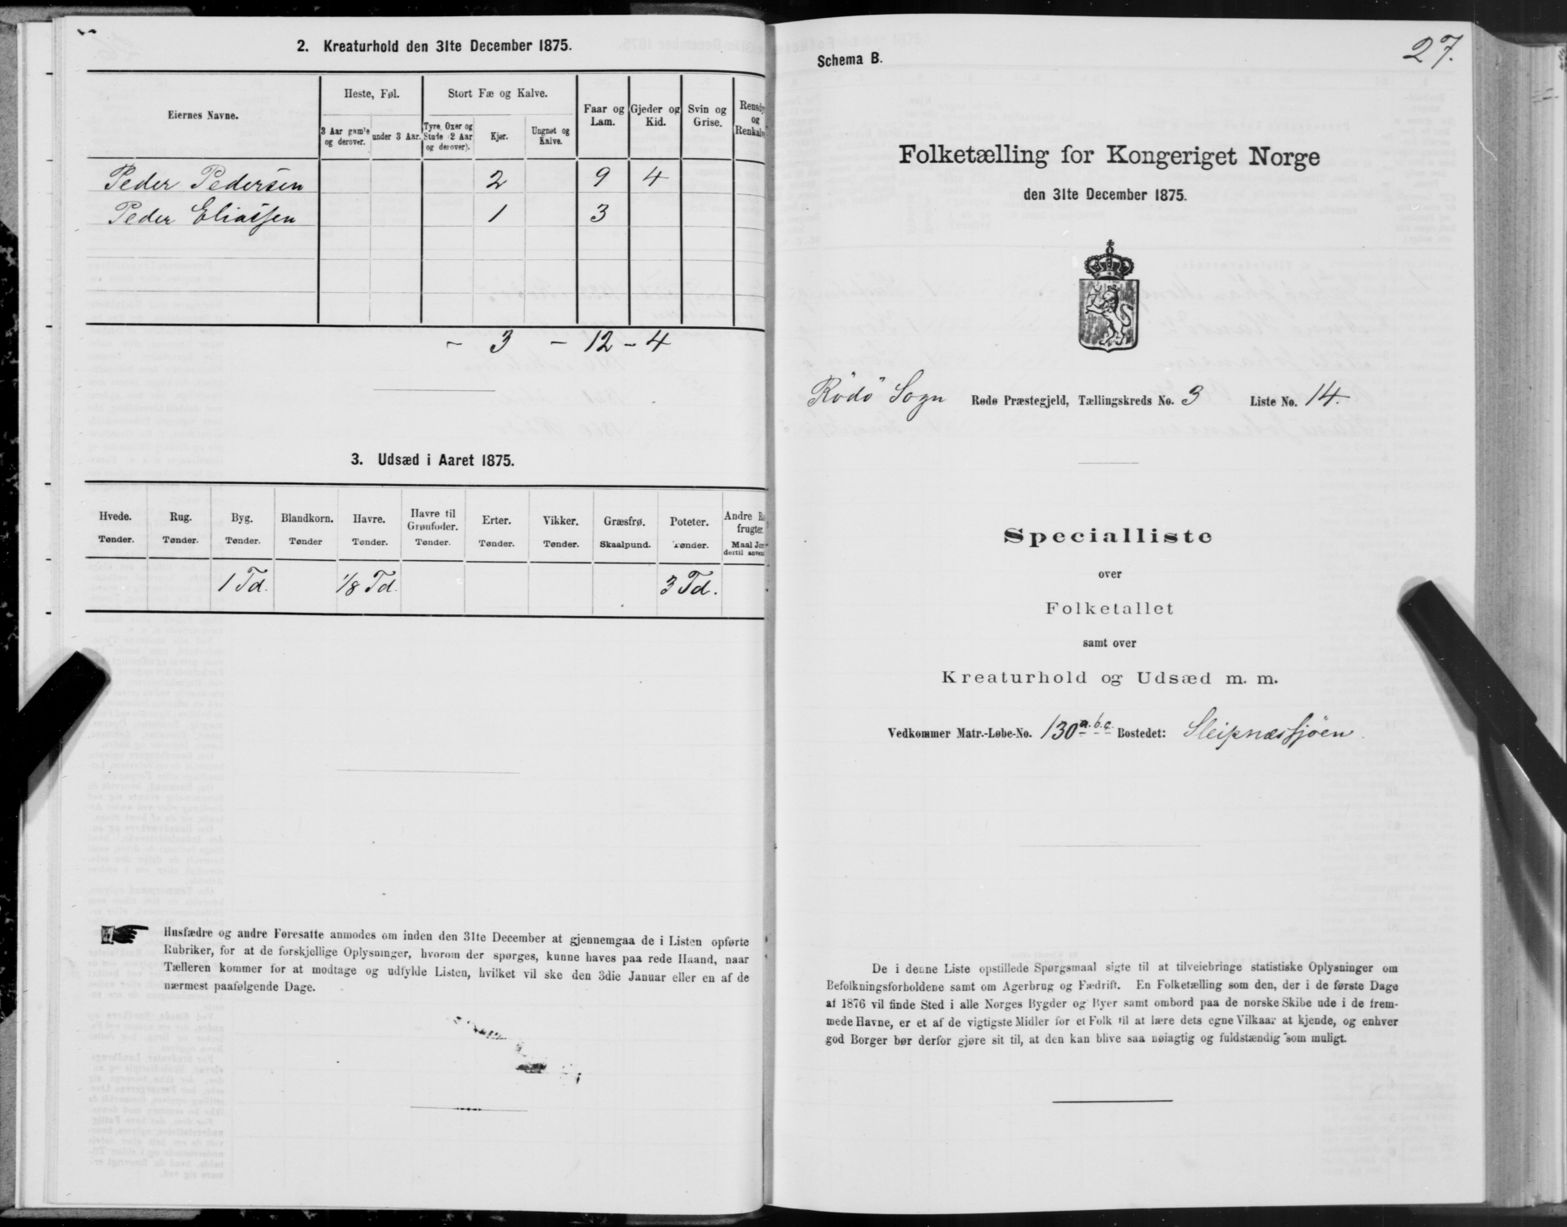 2. Kreaturhold den 31te December 1875.
Eiernes Navne.
Heste, Føl.
Stort Fæ og Kalve.
Faar og Lam.
Gjeder og Kid.
Svin og Grise.
og
3 Aar gam'e og derover.
under 3 Aar.
Tyre, Oxer og Stude (2 Aar og derover).
Kjør.
Ungnøt og Kalve.
Peder Pedersen 2 9 4
Peder Eliassen 1 3
- 3 - 12 - 4
3. Udsæd i Aaret 1875.
Hvede. Rug. Byg. Blandkorn. Havre. Havre til Grønfoder. Erter. Vikker. Græsfrø. Poteter. Andre
Tønder. Tønder. Tønder. Tønder Tønder. Tønder. Tønder. Tønder. Skaalpund. Tønder.
1 Td. 1/8 Td. 3 Td.
Husfædre og andre Foresatte anmodes om inden den 31te December at gjennemgaa de i Listen opførte
Rubriker, for at de forskjellige Oplysninger, hvorom der spørges, kunne haves paa rede Haand, naar
Tælleren kommer for at modtage og udfylde Listen, hvilket vil ske den 3die Januar eller en af de
nærmest paafølgende Dage.
27.
Schema B.
Folketælling for Kongeriget Norge
den 31te December 1875.
Rödö Sogn Rødø Præstegjeld, Tællingskreds No. 3 Liste No. 14.
Specialliste
over
Folketallet
samt over
Kreaturhold og Udsæd m. m.
Vedkommer Matr.-Løbe-No. 130 a. b. c. Bostedet: Sleipnæssjöen.
De i denne Liste opstillede Spørgsmaal sigte til at tilveiebringe statistiske Oplysninger om
Befolkningsforholdene samt om Agerbrug og Fædrift. En Folketælling som den, der i de første Dage
af 1876 vil finde Sted i alle Norges Bygder og Byer samt ombord paa de norske Skibe ude i de frem-
mede Havne, er et af de vigtigste Midler for et Folk til at lære dets egne Vilkaar at kjende, og enhver
god Borger bør derfor gjøre sit til, at den kan blive saa nøiagtig og fuldstændig som muligt.